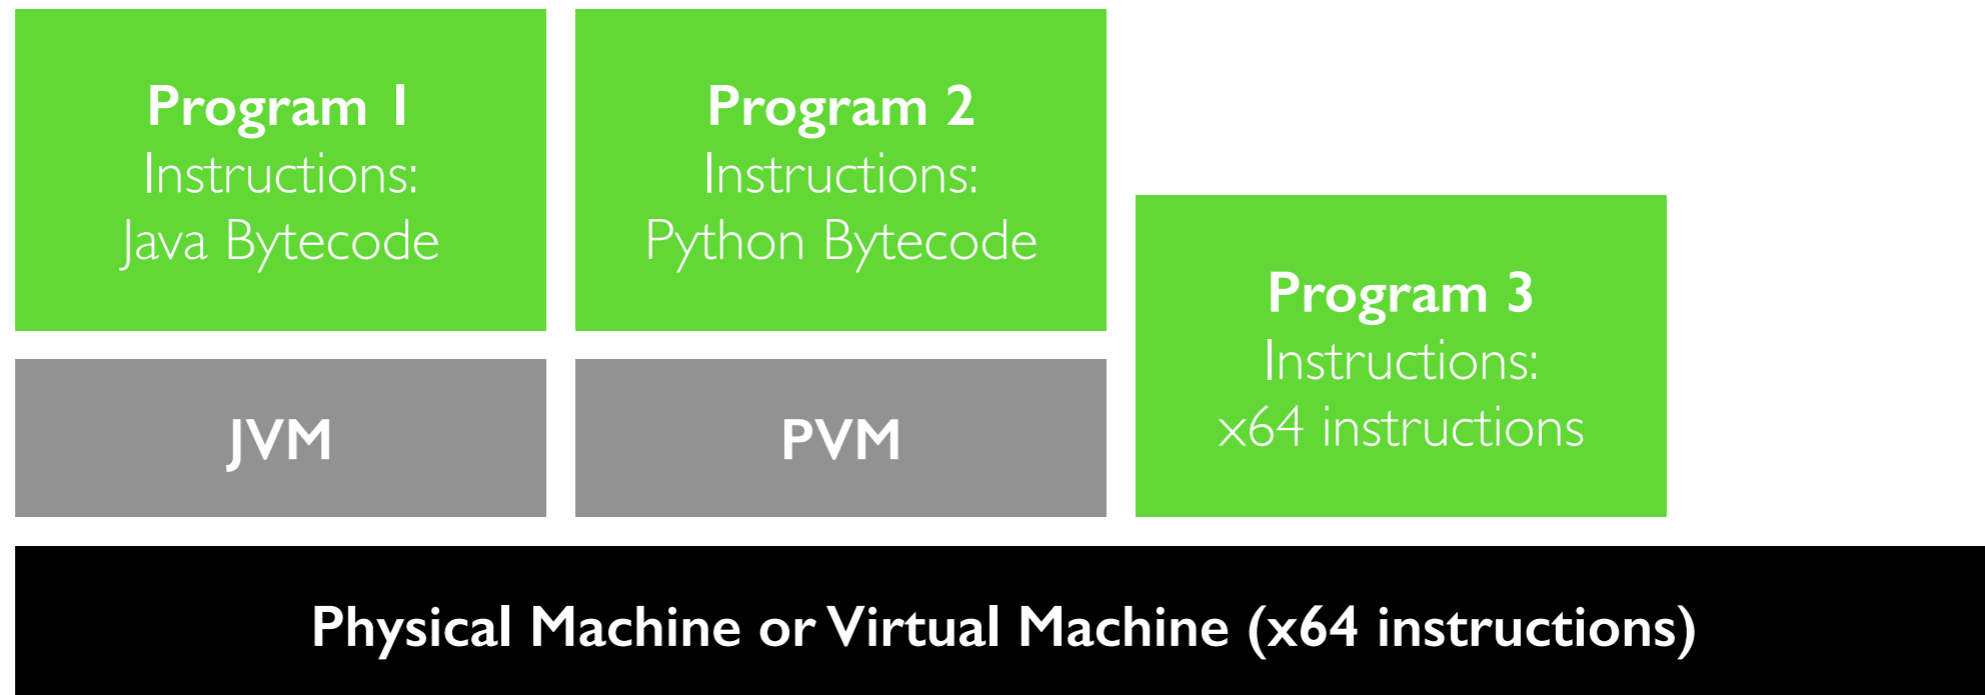 Program 1
Instructions:
Java Bytecode
Program 2
Instructions:
Python Bytecode
Program 3
Instructions:
x64 instructions
JVM
PVM
Physical Machine or Virtual Machine (x64 instructions)